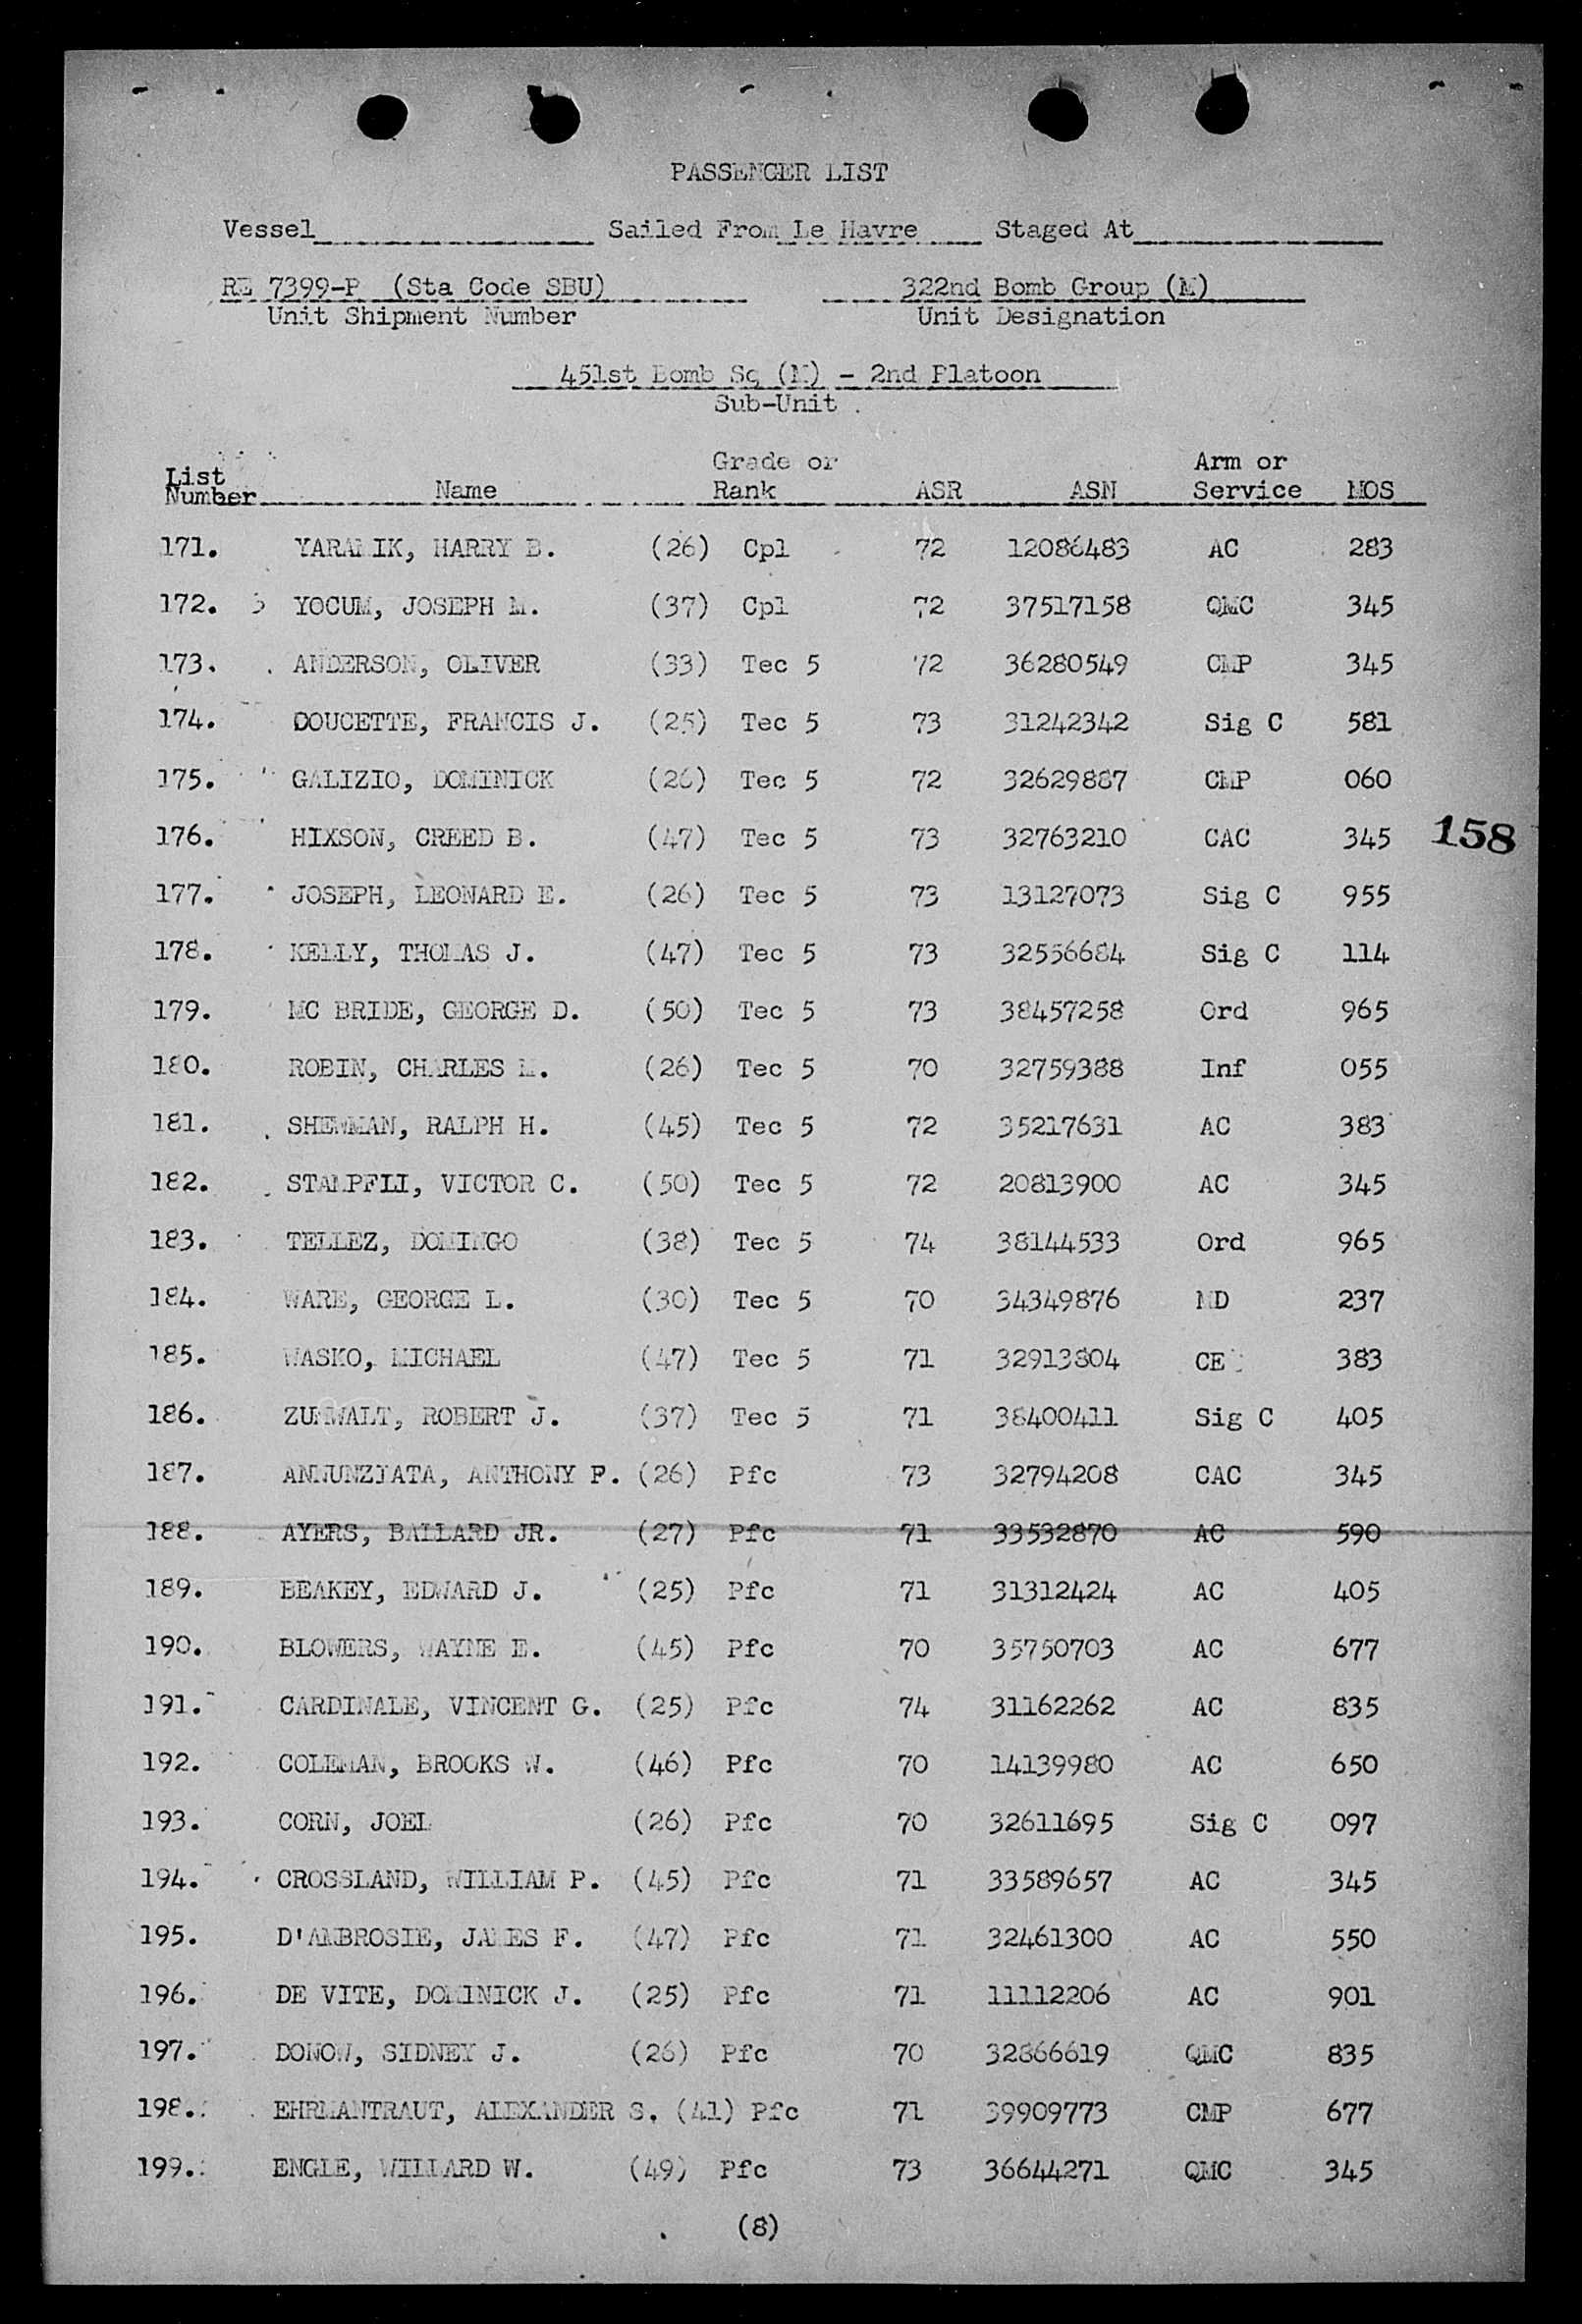 PASSENGER LIST
Vessel Sailed From Le Havre Staged At
RE 7399-P (Sta Code SBU) 322nd Bomb Group (M)
Unit Shipment Number Unit Designation
451st Bomb Sq (M) - 2nd Platoon
Sub-Unit
List Number Name Grade or Rank ASR ASN Arm or Service MOS
171. YARAMIK, HARRY B. (26) Cpl 72 12086483 AC 283
172. YOCUM, JOSEPH M. (37) Cpl 72 37517158 QMC 345
173. ANDERSON, OLIVER (33) Tec 5 72 36280549 CMP 345
174. DOUCETTE, FRANCIS J. (25) Tec 5 73 31242342 Sig C 581
175. GALIZIO, DOMINICK (26) Tec 5 72 32629887 CMP 060
176. HIXSON, CREED B. (47) Tec 5 73 32763210 CAC 345
158
177. JOSEPH, LEONARD E. (26) Tec 5 73 13127073 Sig C 955
178. KELLY, THOMAS J. (47) Tec 5 73 32556684 Sig C 114
179. MC BRIDE, GEORGE D. (50) Tec 5 73 38457258 Ord 965
180. ROBIN, CHARLES M. (26) Tec 5 70 32759388 Inf 055
181. SHEWMAN, RALPH H. (45) Tec 5 72 35217631 AC 383
182. STAMPFLI, VICTOR C. (50) Tec 5 72 20813900 AC 345
183. TELLEZ, DOMINGO (38) Tec 5 74 38144533 Ord 965
184. WARE, GEORGE L. (30) Tec 5 70 34349876 MD 237
185. WASKO, MICHAEL (47) Tec 5 71 32913804 CE 383
186. ZUMWALT, ROBERT J. (37) Tec 5 71 38400411 Sig C 405
187. ANNUNZIATA, ANTHONY P. (26) Pfc 73 32794208 CAC 345
188. AYERS, BALLARD JR. (27) Pfc 71 33532870 AC 590
189. BEAKEY, EDWARD J. (25) Pfc 71 31312424 AC 405
190. BLOWERS, WAYNE E. (45) Pfc 70 35750703 AC 677
191. CARDINALE, VINCENT G. (25) Pfc 74 31162262 AC 835
192. COLEMAN, BROOKS W. (46) Pfc 70 14139980 AC 650
193. CORN, JOEL (26) Pfc 70 32611695 Sig C 097
194. CROSSLAND, WILLIAM P. (45) Pfc 71 33589657 AC 345
195. D'AMBROSIE, JAMES F. (47) Pfc 71 32461300 AC 550
196. DE VITE, DOMINICK J. (25) Pfc 71 11112206 AC 901
197. DONOW, SIDNEY J. (26) Pfc 70 32866619 QMC 835
198. EHRMANTRAUT, ALEXANDER S. (41) Pfc 71 39909773 CMP 677
199. ENGLE, WILLARD W. (49) Pfc 73 36644271 QMC 345
(8)